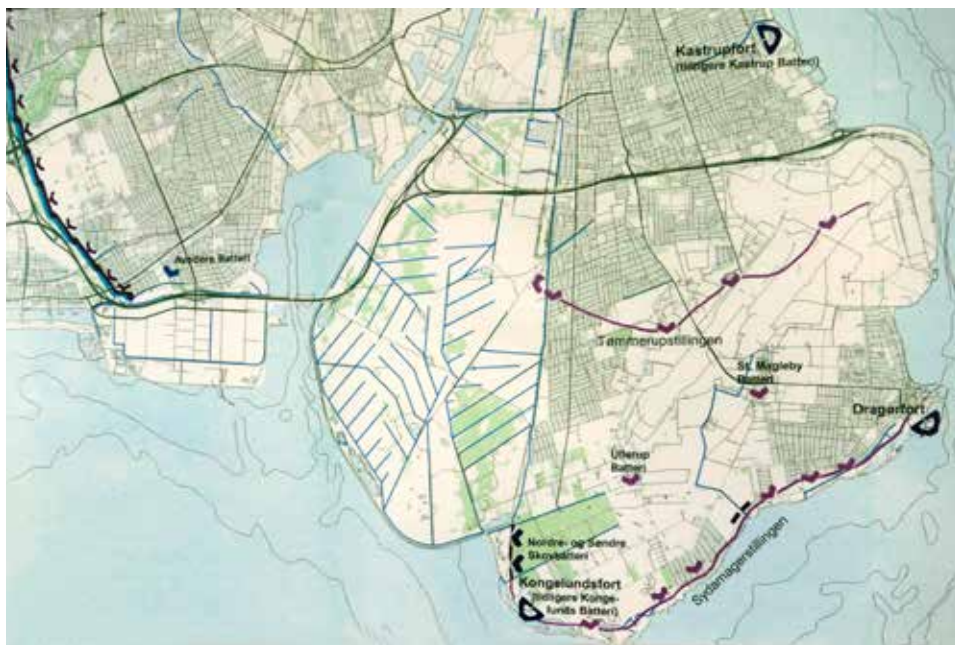 Kastrupfort
(tidligere Kastrup Batteri)
Avedøre Batteri
Tømmerupstillingen
St. Magleby
Batteri
Dragørfort
Ullerup
Batteri
Nordre- og Søndre
Skovbatteri
Kongelundsfort
(tidligere Konge-
lunds Batteri)
Sydamagerstillingen